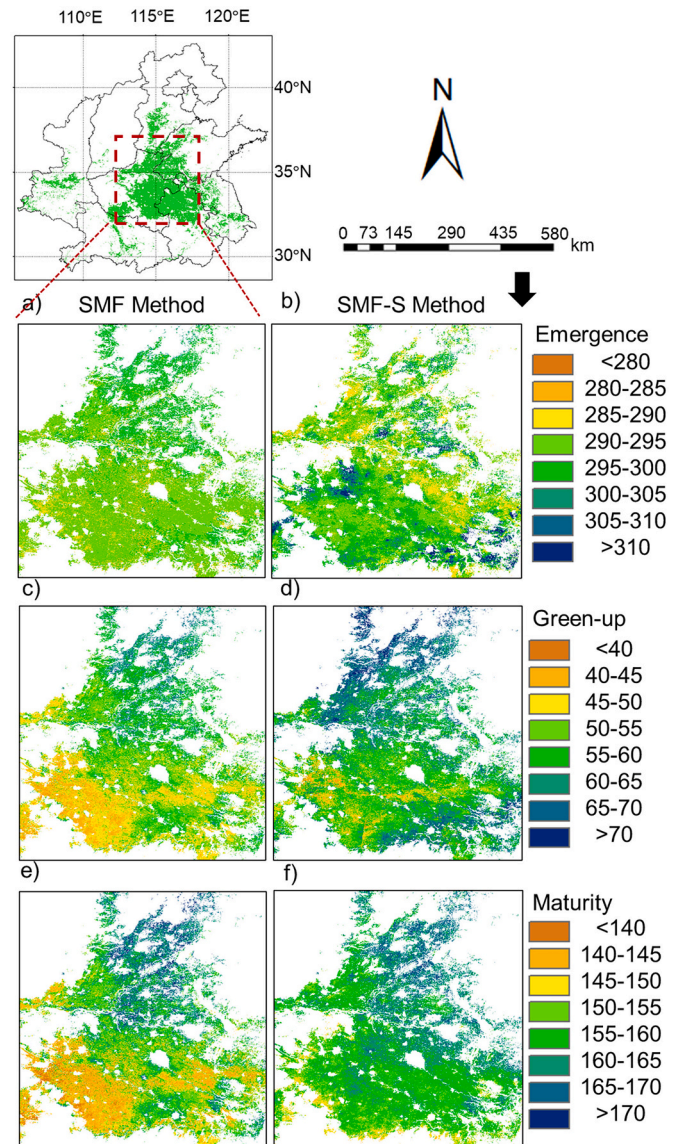 110°E 115°E 120°E
40°N
35°N
30°N
N
0 73 145 290 435 580
km
a) SMF Method
b) SMF-S Method
Emergence
<280
280-285
285-290
290-295
295-300
300-305
305-310
>310
c)
d)
Green-up
<40
40-45
45-50
50-55
55-60
60-65
65-70
>70
e)
f)
Maturity
<140
140-145
145-150
150-155
155-160
160-165
165-170
>170